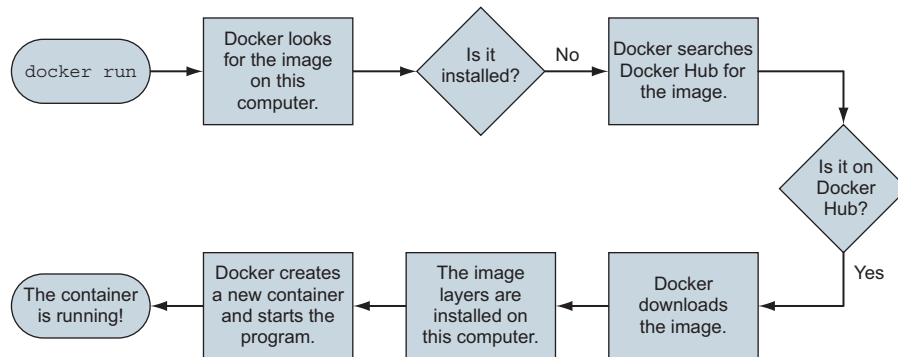 docker run
Docker looks
for the image
on this
computer.
Is it
installed?
No
Docker searches
Docker Hub for
the image.
Is it on
Docker
Hub?
Yes
Docker
downloads
the image.
The image
layers are
installed on
this computer.
Docker creates
a new container
and starts the
program.
The container
is running!